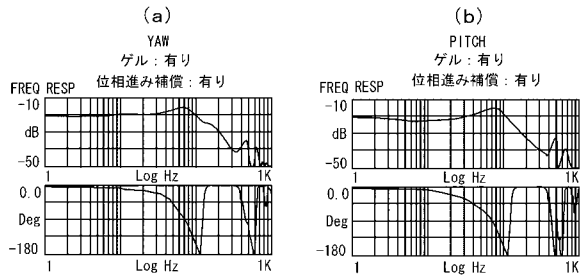 (a)
YAW
ゲル：有り
位相進み補償：有り
FREQ RESP
-10
dB
-50
1 Log Hz 1K
0.0
Deg
-180
1 Log Hz 1K
(b)
PITCH
ゲル：有り
位相進み補償：有り
FREQ RESP
-10
dB
-50
1 Log Hz 1K
0.0
Deg
-180
1 Log Hz 1K